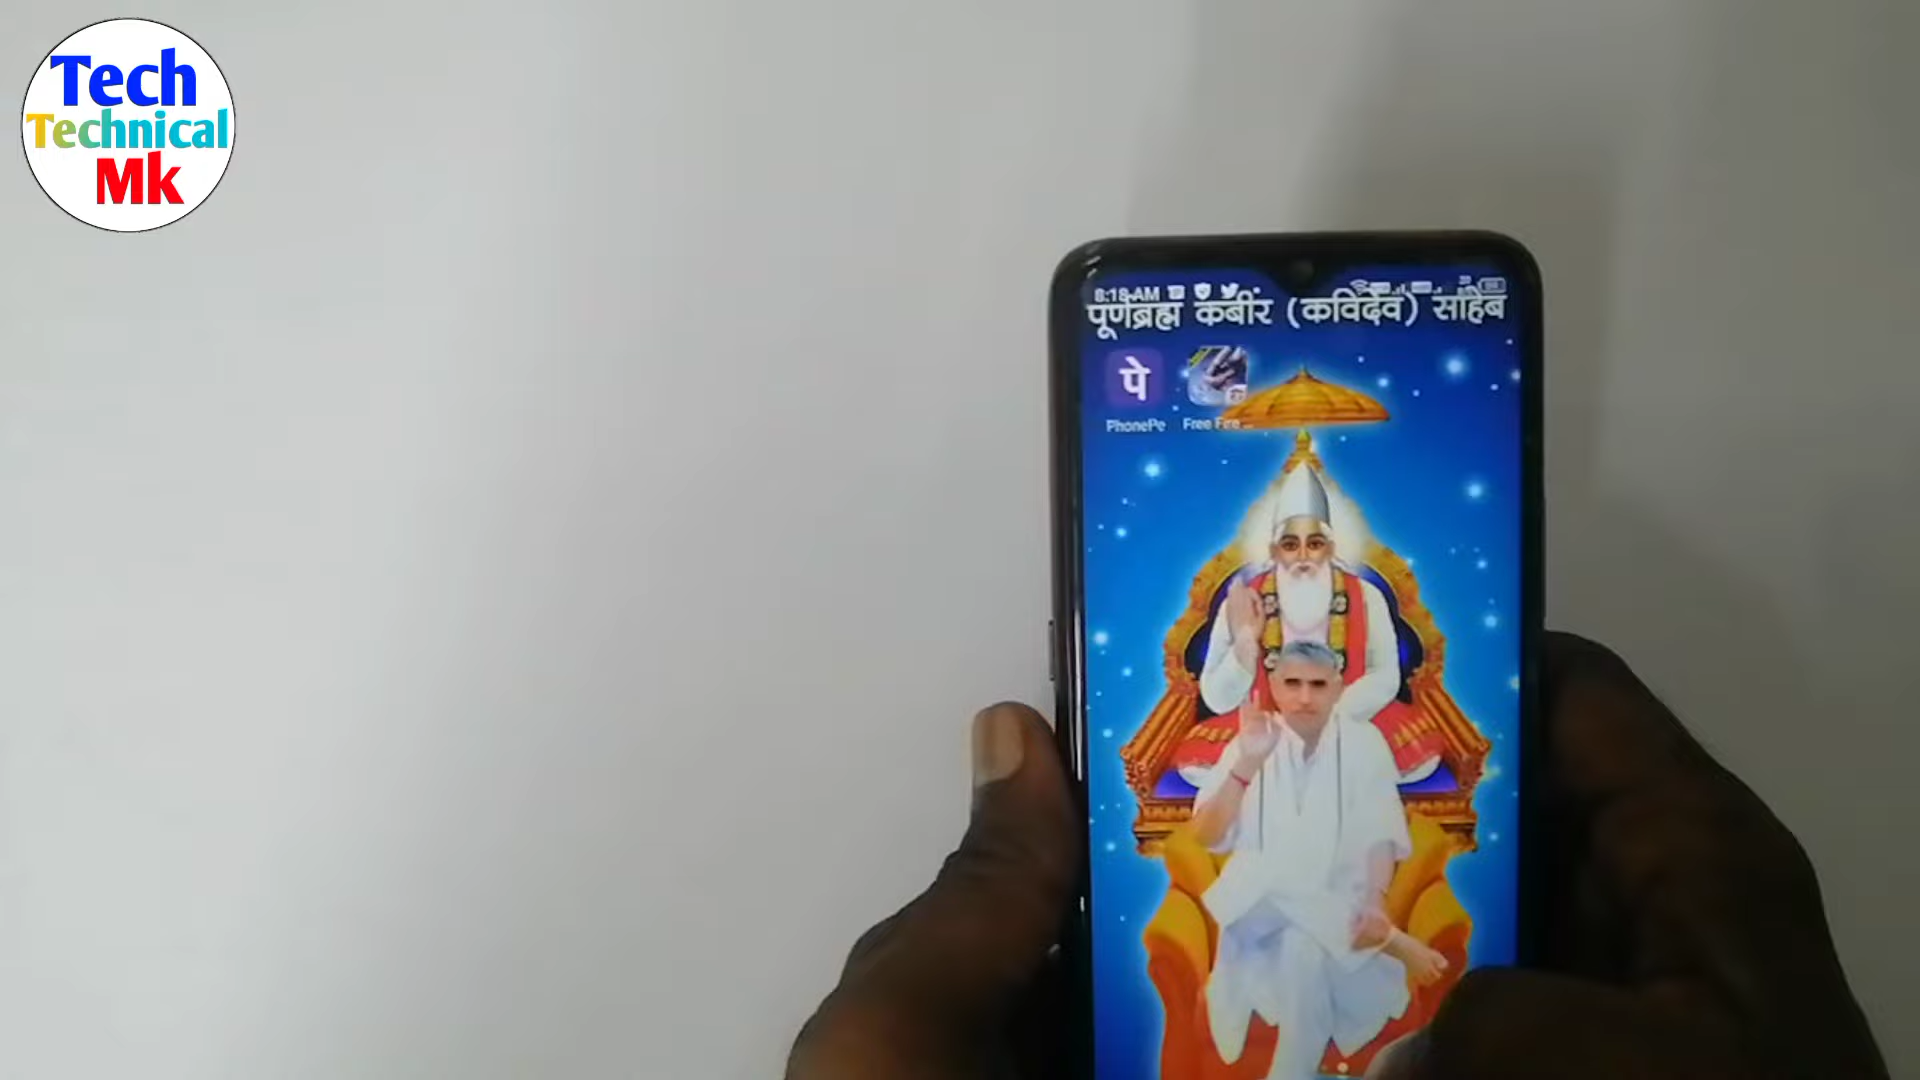 Tech
Technical
Mk
8:18 AM
पूर्णब्रह्म कबीर (कविर्देव) साहेब
पे
PhonePe
Free Fire ...